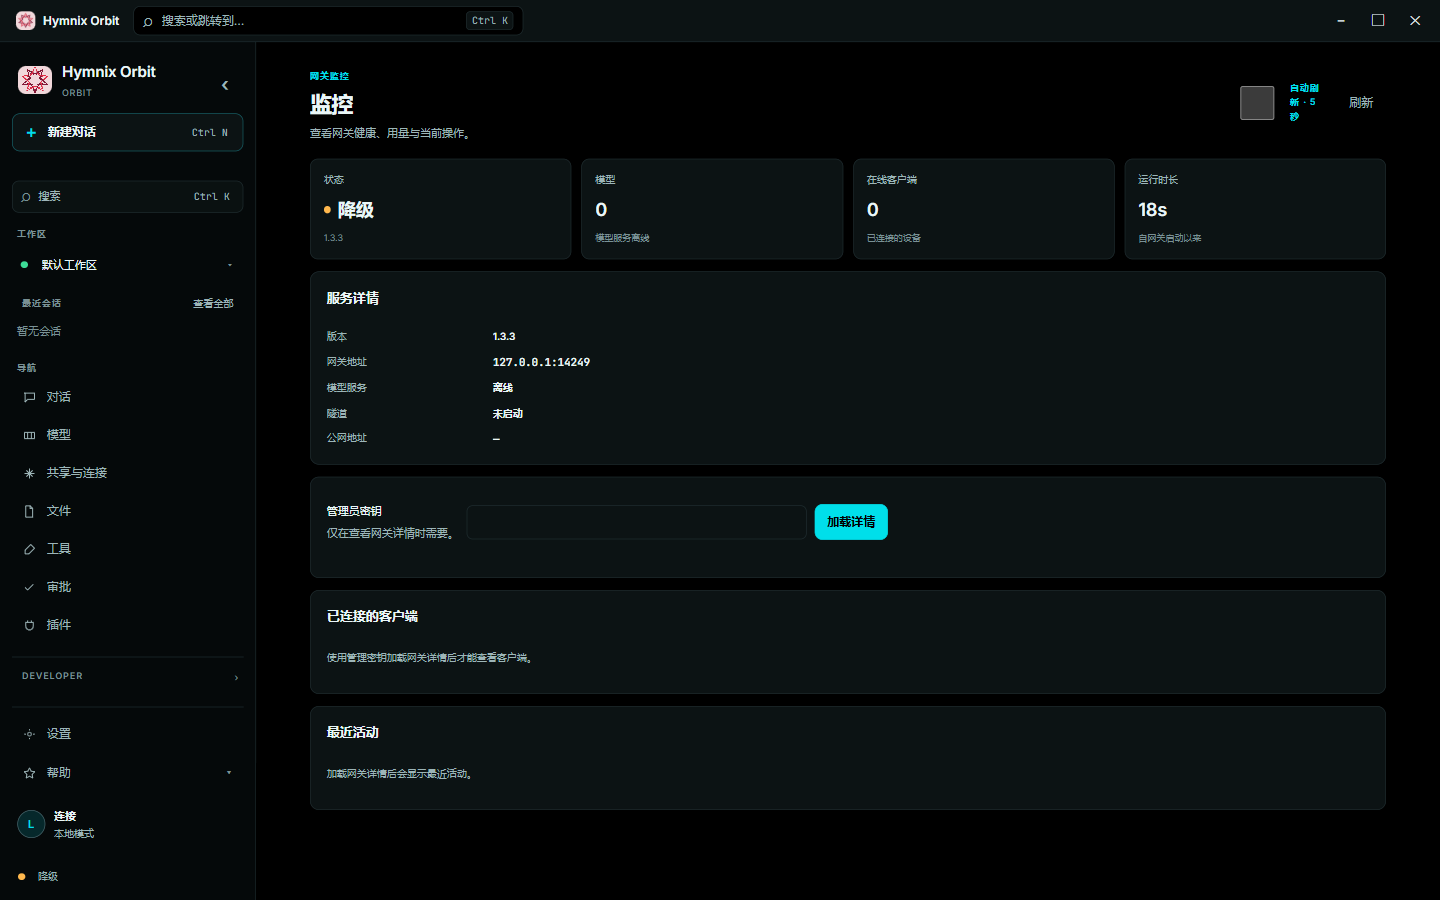 Hymnix Orbit
搜索或跳转到...
Ctrl K
Hymnix Orbit
ORBIT
新建对话
Ctrl N
搜索
Ctrl K
工作区
默认工作区
最近会话
查看全部
暂无会话
导航
对话
模型
共享与连接
文件
工具
审批
插件
DEVELOPER
设置
帮助
L
连接
本地模式
降级
网关监控
监控
查看网关健康、用量与当前操作。
自动刷
新 · 5
秒
刷新
状态
降级
1.3.3
模型
0
模型服务离线
在线客户端
0
已连接的设备
运行时长
18s
自网关启动以来
服务详情
版本
1.3.3
网关地址
127.0.0.1:14249
模型服务
离线
隧道
未启动
公网地址
—
管理员密钥
仅在查看网关详情时需要。
加载详情
已连接的客户端
使用管理密钥加载网关详情后才能查看客户端。
最近活动
加载网关详情后会显示最近活动。